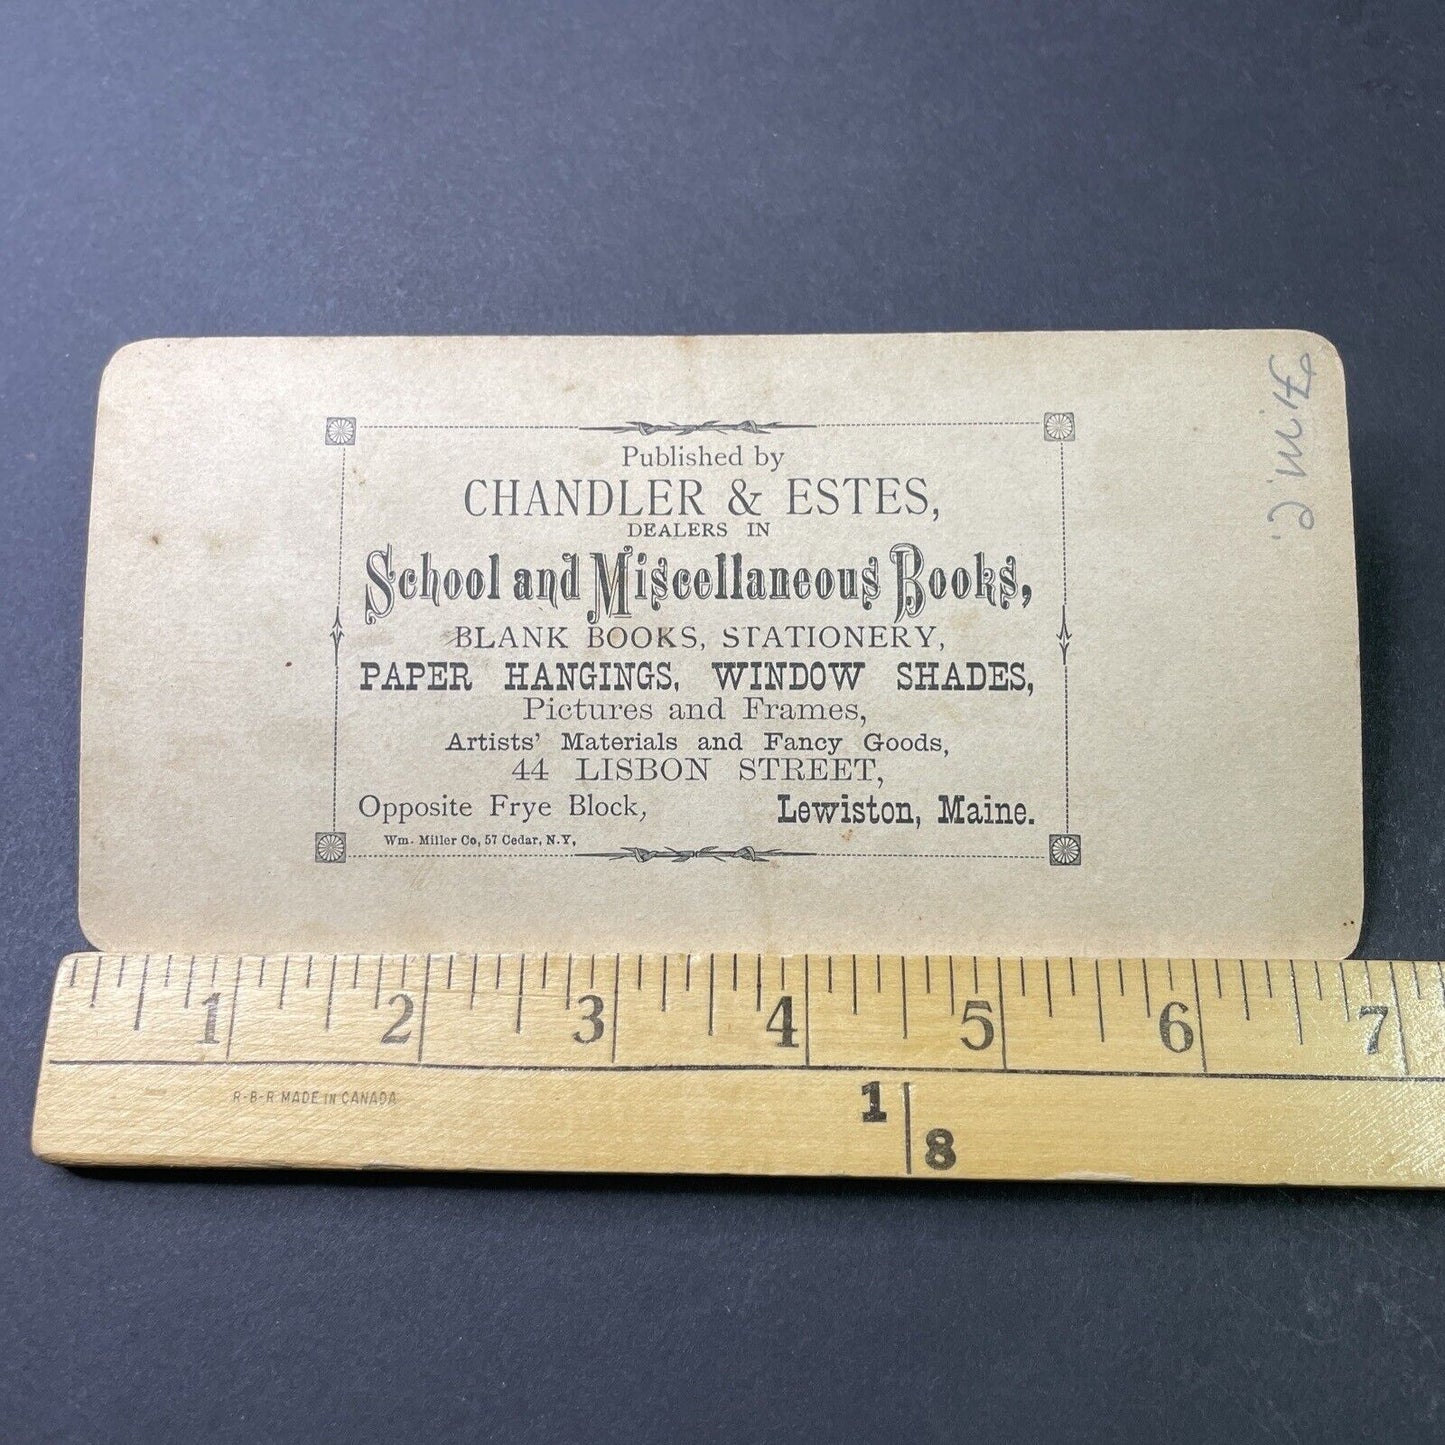 Published by
CHANDLER & ESTES,
DEALERS IN
School and Miscellaneous Books,
BLANK BOOKS, STATIONERY,
PAPER HANGINGS, WINDOW SHADES,
Pictures and Frames,
Artists' Materials and Fancy Goods,
44 LISBON STREET,
Opposite Frye Block, Lewiston, Maine.
Wm. Miller Co, 57 Cedar, N.Y,
1 2 3 4 5 6 7
R-B-R MADE IN CANADA
1 8